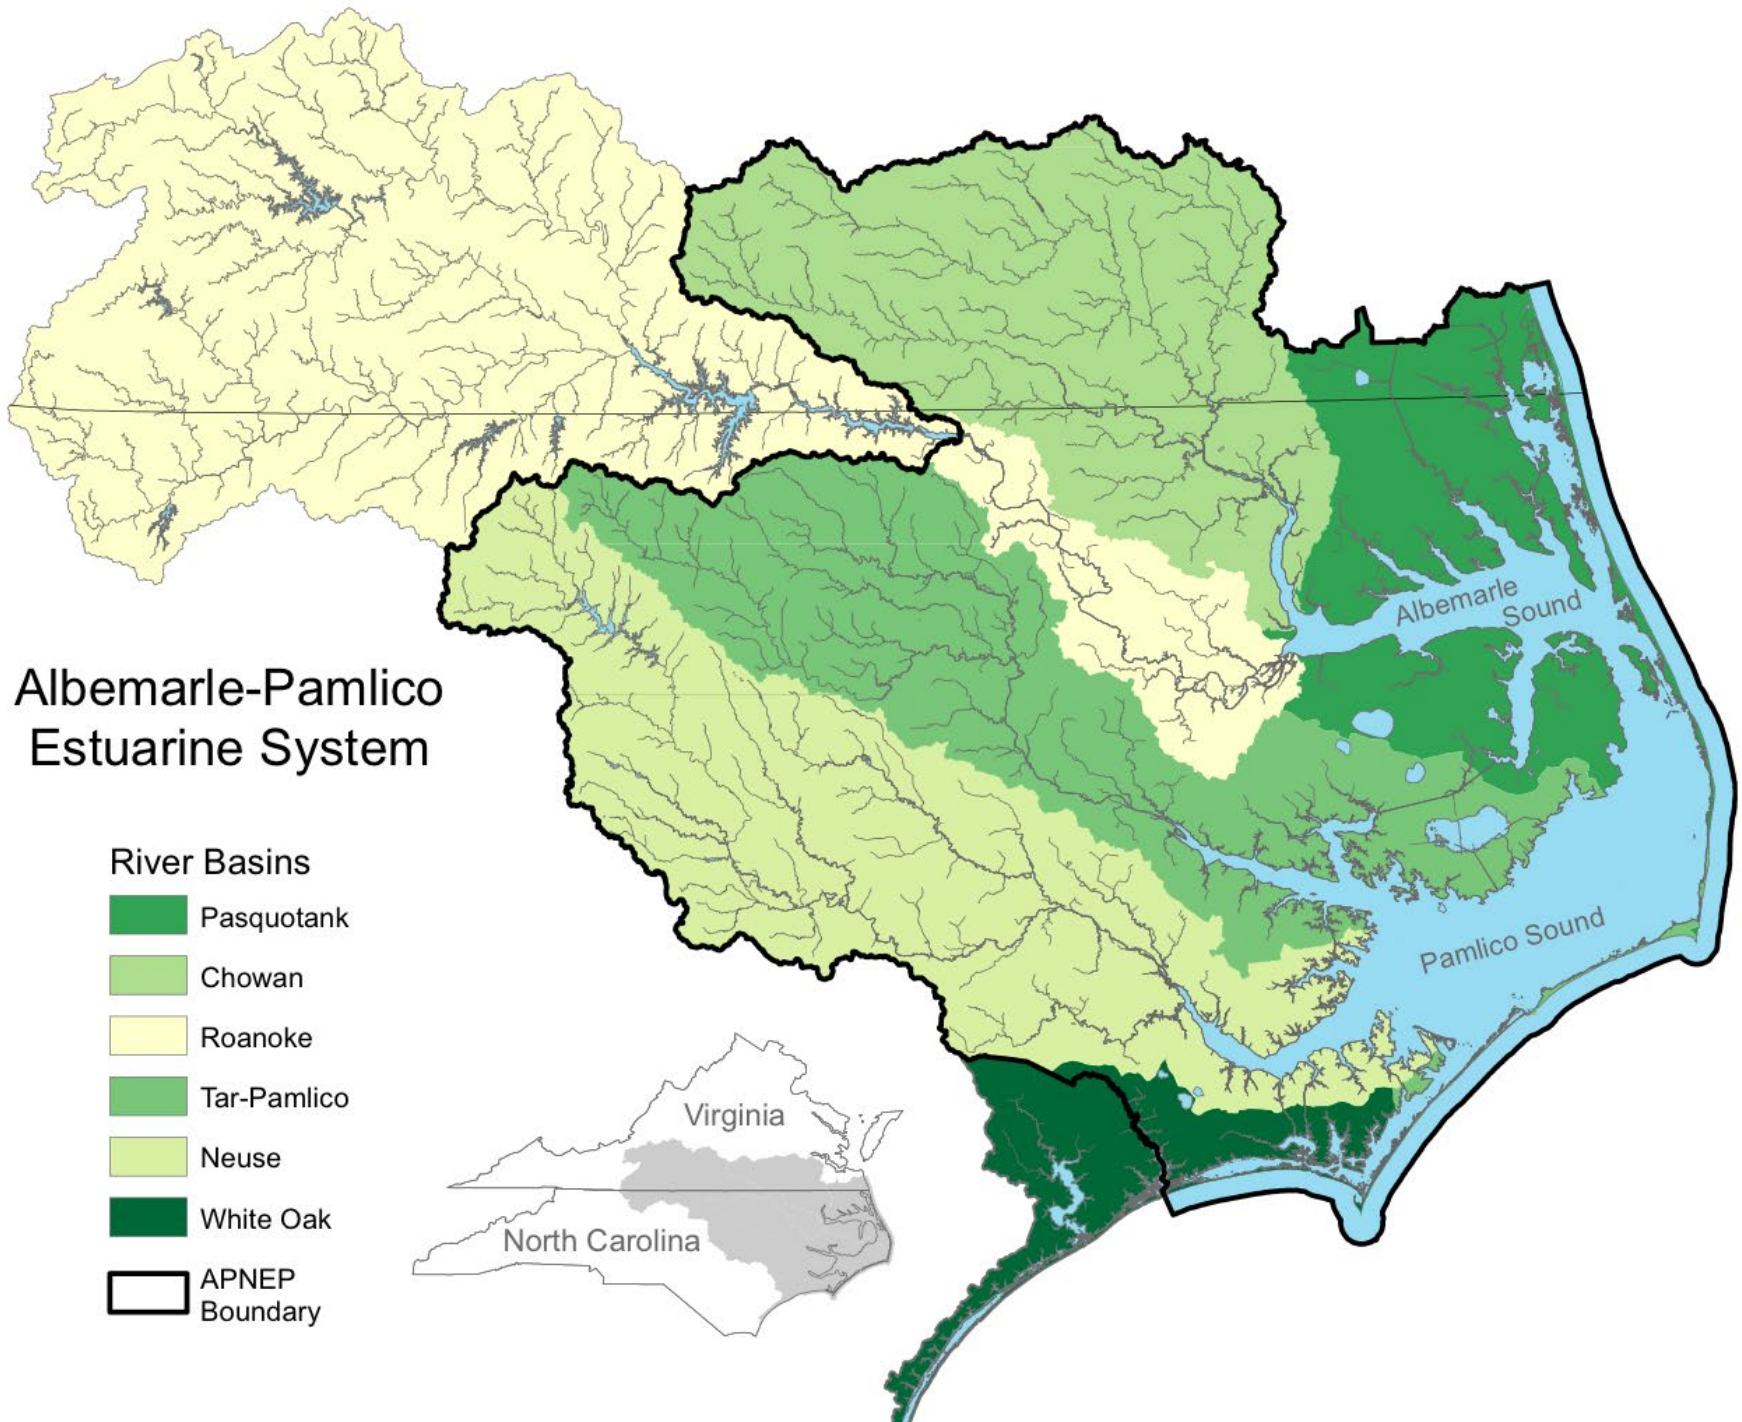 Albemarle
Sound
Albemarle-Pamlico
Estuarine System
River Basins
Pasquotank
Pamlico Sound
Chowan
Roanoke
Tar-Pamlico
Virginia
Neuse
White Oak
North Carolina
APNEP
Boundary